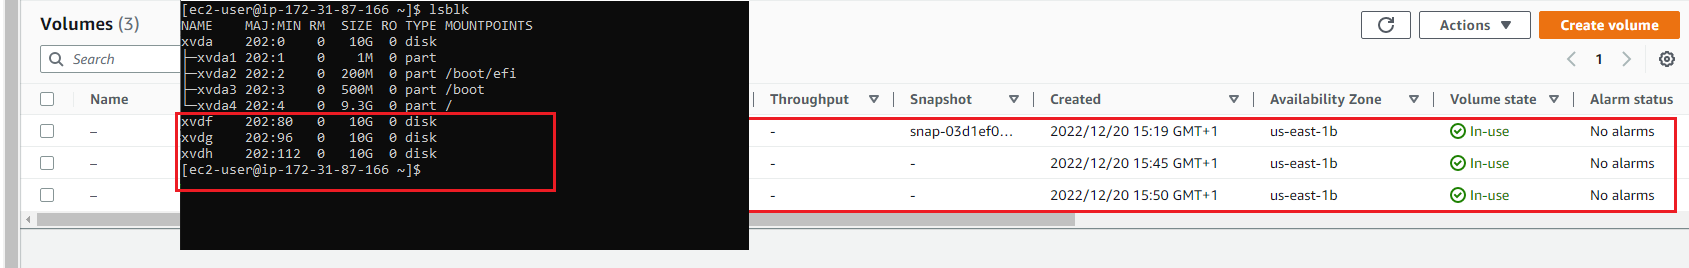 Volumes (3)
Actions
Create volume
Search
1
Name
Throughput
Snapshot
Created
Availability Zone
Volume state
Alarm status
–
-
snap-03d1ef0...
2022/12/20 15:19 GMT+1
us-east-1b
In-use
No alarms
–
-
-
2022/12/20 15:45 GMT+1
us-east-1b
In-use
No alarms
–
-
-
2022/12/20 15:50 GMT+1
us-east-1b
In-use
No alarms
[ec2-user@ip-172-31-87-166 ~]$ lsblk
NAME MAJ:MIN RM SIZE RO TYPE MOUNTPOINTS
xvda 202:0 0 10G 0 disk
├─xvda1 202:1 0 1M 0 part
├─xvda2 202:2 0 200M 0 part /boot/efi
├─xvda3 202:3 0 500M 0 part /boot
└─xvda4 202:4 0 9.3G 0 part /
xvdf 202:80 0 10G 0 disk
xvdg 202:96 0 10G 0 disk
xvdh 202:112 0 10G 0 disk
[ec2-user@ip-172-31-87-166 ~]$